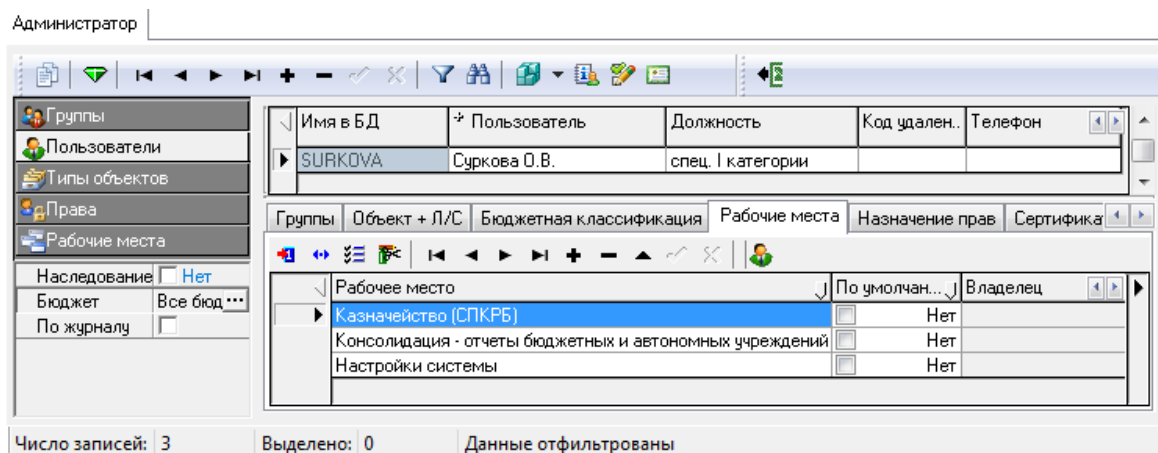 Администратор
Группы
Пользователи
Типы объектов
Права
Рабочие места
Наследование Нет
Бюджет Все бюд ...
По журналу
Имя в БД Пользователь Должность Код удален.. Телефон
SURKOVA Суркова О.В. спец. I категории
Группы Объект + Л/С Бюджетная классификация Рабочие места Назначение прав Сертифика
Рабочее место По умолчан... Владелец
Казначейство (СПКРБ) Нет
Консолидация - отчеты бюджетных и автономных учреждений Нет
Настройки системы Нет
Число записей: 3 Выделено: 0 Данные отфильтрованы